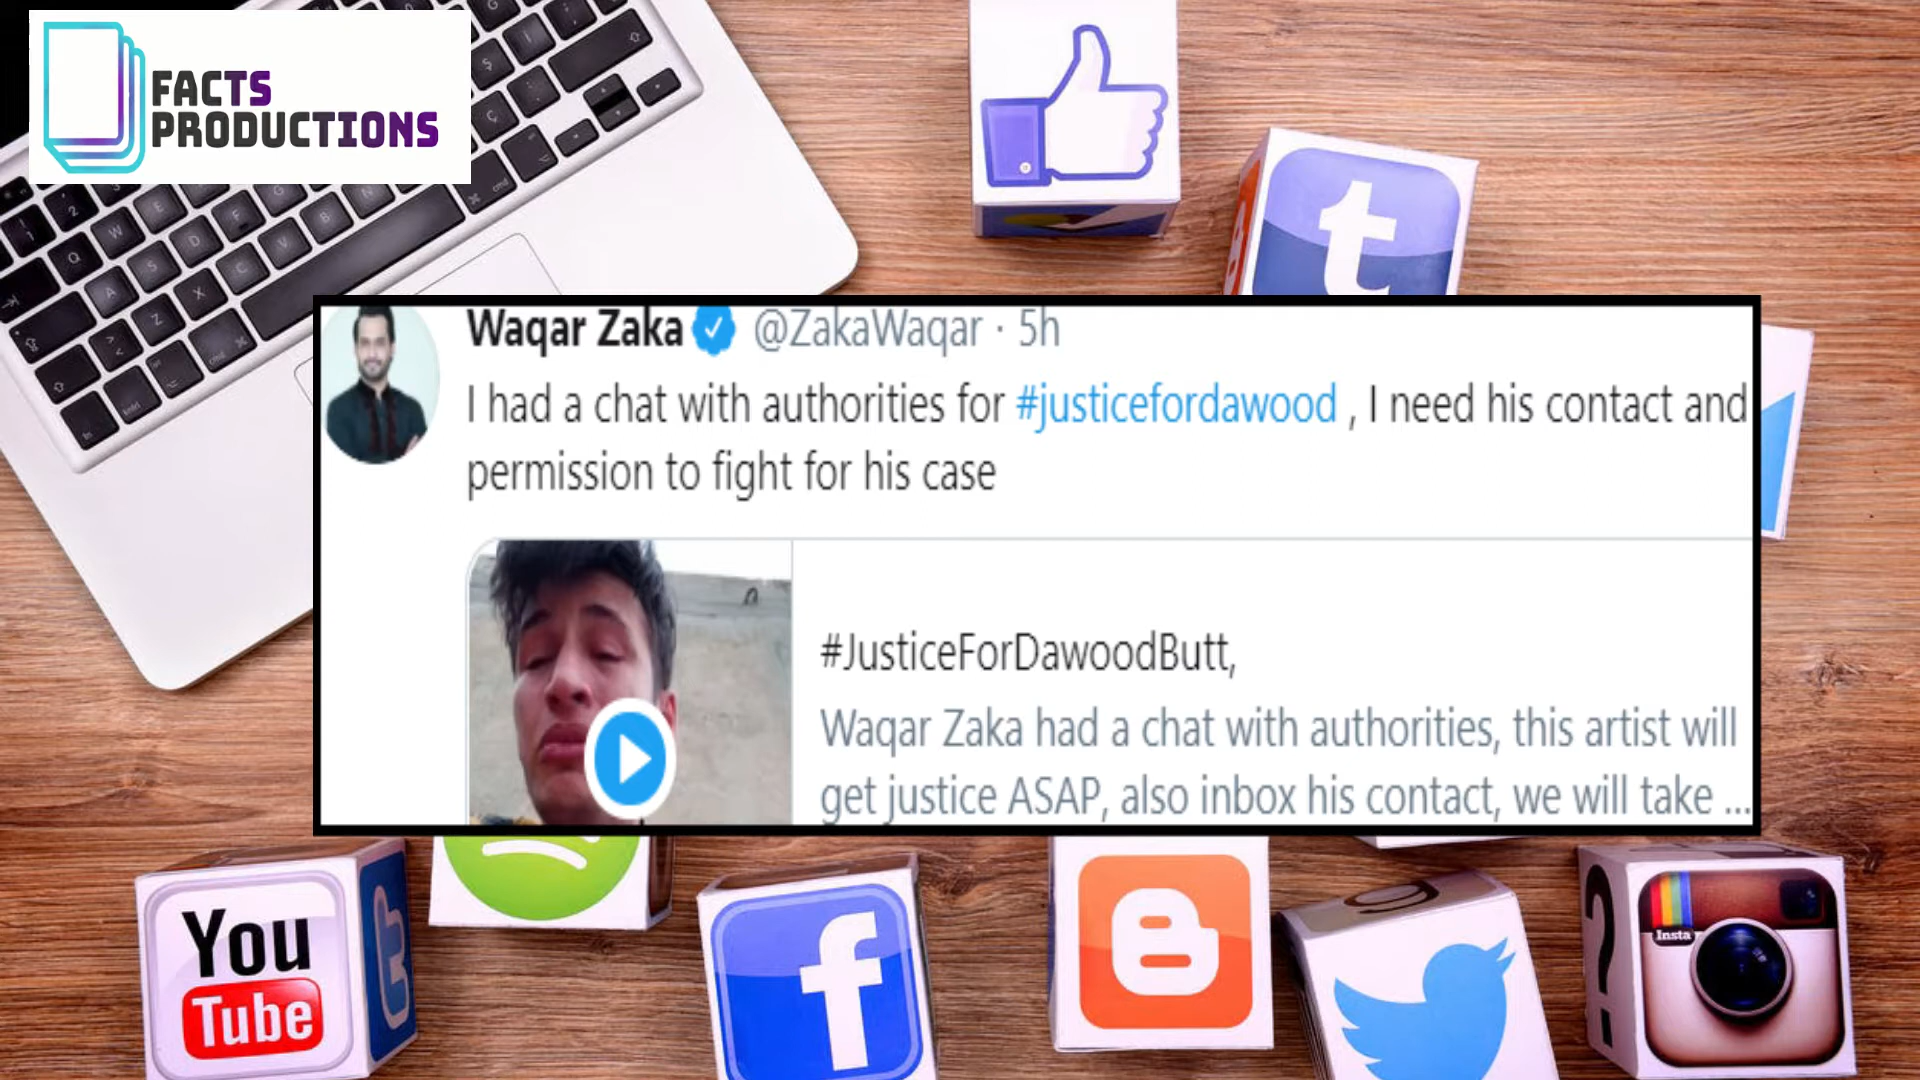 FACTS
PRODUCTIONS
Waqar Zaka @ZakaWaqar · 5h
I had a chat with authorities for #justicefordawood , I need his contact and
permission to fight for his case
#JusticeForDawoodButt,
Waqar Zaka had a chat with authorities, this artist will
get justice ASAP, also inbox his contact, we will take ...
You
Tube
Insta